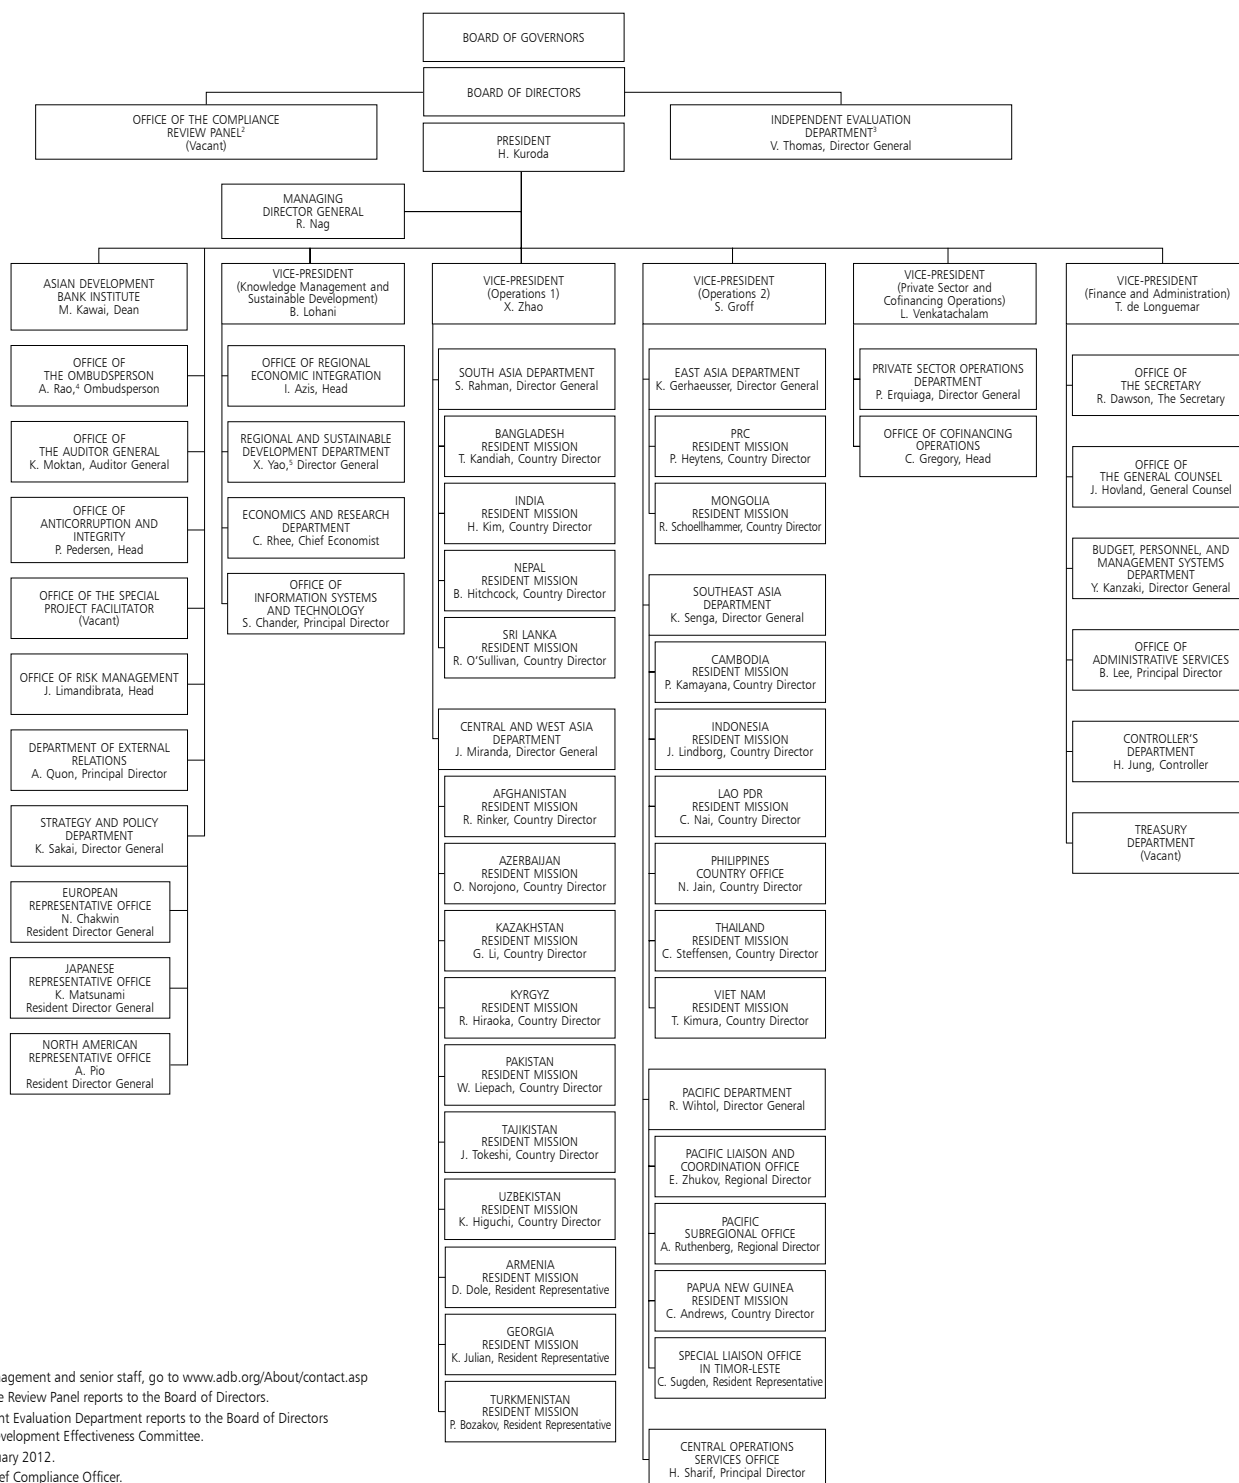 BOARD OF GOVERNORS
BOARD OF DIRECTORS
OFFICE OF THE COMPLIANCE
REVIEW PANEL²
(Vacant)
INDEPENDENT EVALUATION
DEPARTMENT³
V. Thomas, Director General
PRESIDENT
H. Kuroda
MANAGING
DIRECTOR GENERAL
R. Nag
ASIAN DEVELOPMENT
BANK INSTITUTE
M. Kawai, Dean
OFFICE OF
THE OMBUDSPERSON
A. Rao,⁴ Ombudsperson
OFFICE OF
THE AUDITOR GENERAL
K. Moktan, Auditor General
OFFICE OF
ANTICORRUPTION AND
INTEGRITY
P. Pedersen, Head
OFFICE OF THE SPECIAL
PROJECT FACILITATOR
(Vacant)
OFFICE OF RISK MANAGEMENT
J. Limandibrata, Head
DEPARTMENT OF EXTERNAL
RELATIONS
A. Quon, Principal Director
STRATEGY AND POLICY
DEPARTMENT
K. Sakai, Director General
EUROPEAN
REPRESENTATIVE OFFICE
N. Chakwin
Resident Director General
JAPANESE
REPRESENTATIVE OFFICE
K. Matsunami
Resident Director General
NORTH AMERICAN
REPRESENTATIVE OFFICE
A. Pio
Resident Director General
VICE-PRESIDENT
(Knowledge Management and
Sustainable Development)
B. Lohani
OFFICE OF REGIONAL
ECONOMIC INTEGRATION
I. Azis, Head
REGIONAL AND SUSTAINABLE
DEVELOPMENT DEPARTMENT
X. Yao,⁵ Director General
ECONOMICS AND RESEARCH
DEPARTMENT
C. Rhee, Chief Economist
OFFICE OF
INFORMATION SYSTEMS
AND TECHNOLOGY
S. Chander, Principal Director
VICE-PRESIDENT
(Operations 1)
X. Zhao
SOUTH ASIA DEPARTMENT
S. Rahman, Director General
BANGLADESH
RESIDENT MISSION
T. Kandiah, Country Director
INDIA
RESIDENT MISSION
H. Kim, Country Director
NEPAL
RESIDENT MISSION
B. Hitchcock, Country Director
SRI LANKA
RESIDENT MISSION
R. O'Sullivan, Country Director
CENTRAL AND WEST ASIA
DEPARTMENT
J. Miranda, Director General
AFGHANISTAN
RESIDENT MISSION
R. Rinker, Country Director
AZERBAIJAN
RESIDENT MISSION
O. Norojono, Country Director
KAZAKHSTAN
RESIDENT MISSION
G. Li, Country Director
KYRGYZ
RESIDENT MISSION
R. Hiraoka, Country Director
PAKISTAN
RESIDENT MISSION
W. Liepach, Country Director
TAJIKISTAN
RESIDENT MISSION
J. Tokeshi, Country Director
UZBEKISTAN
RESIDENT MISSION
K. Higuchi, Country Director
ARMENIA
RESIDENT MISSION
D. Dole, Resident Representative
GEORGIA
RESIDENT MISSION
K. Julian, Resident Representative
TURKMENISTAN
RESIDENT MISSION
P. Bozakov, Resident Representative
VICE-PRESIDENT
(Operations 2)
S. Groff
EAST ASIA DEPARTMENT
K. Gerhaeusser, Director General
PRC
RESIDENT MISSION
P. Heytens, Country Director
MONGOLIA
RESIDENT MISSION
R. Schoellhammer, Country Director
SOUTHEAST ASIA
DEPARTMENT
K. Senga, Director General
CAMBODIA
RESIDENT MISSION
P. Kamayana, Country Director
INDONESIA
RESIDENT MISSION
J. Lindborg, Country Director
LAO PDR
RESIDENT MISSION
C. Nai, Country Director
PHILIPPINES
COUNTRY OFFICE
N. Jain, Country Director
THAILAND
RESIDENT MISSION
C. Steffensen, Country Director
VIET NAM
RESIDENT MISSION
T. Kimura, Country Director
PACIFIC DEPARTMENT
R. Wihtol, Director General
PACIFIC LIAISON AND
COORDINATION OFFICE
E. Zhukov, Regional Director
PACIFIC
SUBREGIONAL OFFICE
A. Ruthenberg, Regional Director
PAPUA NEW GUINEA
RESIDENT MISSION
C. Andrews, Country Director
SPECIAL LIAISON OFFICE
IN TIMOR-LESTE
C. Sugden, Resident Representative
CENTRAL OPERATIONS
SERVICES OFFICE
H. Sharif, Principal Director
VICE-PRESIDENT
(Private Sector and
Cofinancing Operations)
L. Venkatachalam
PRIVATE SECTOR OPERATIONS
DEPARTMENT
P. Erquiaga, Director General
OFFICE OF COFINANCING
OPERATIONS
C. Gregory, Head
VICE-PRESIDENT
(Finance and Administration)
T. de Longuemar
OFFICE OF
THE SECRETARY
R. Dawson, The Secretary
OFFICE OF
THE GENERAL COUNSEL
J. Hovland, General Counsel
BUDGET, PERSONNEL, AND
MANAGEMENT SYSTEMS
DEPARTMENT
Y. Kanzaki, Director General
OFFICE OF
ADMINISTRATIVE SERVICES
B. Lee, Principal Director
CONTROLLER'S
DEPARTMENT
H. Jung, Controller
TREASURY
DEPARTMENT
(Vacant)
nagement and senior staff, go to www.adb.org/About/contact.asp
e Review Panel reports to the Board of Directors.
nt Evaluation Department reports to the Board of Directors
evelopment Effectiveness Committee.
uary 2012.
ef Compliance Officer.